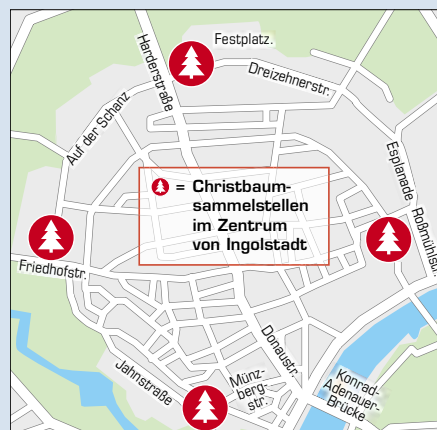 Festplatz.
Harderstraße
Dreizehnerstr.
Auf der Schanz
Esplanade
= Christbaum-
sammelstellen
im Zentrum
von Ingolstadt
Roßmühlstr.
Friedhofstr.
Donaustr.
Jahnstraße
Münz-
berg-
str.
Konrad-
Adenauer-
Brücke